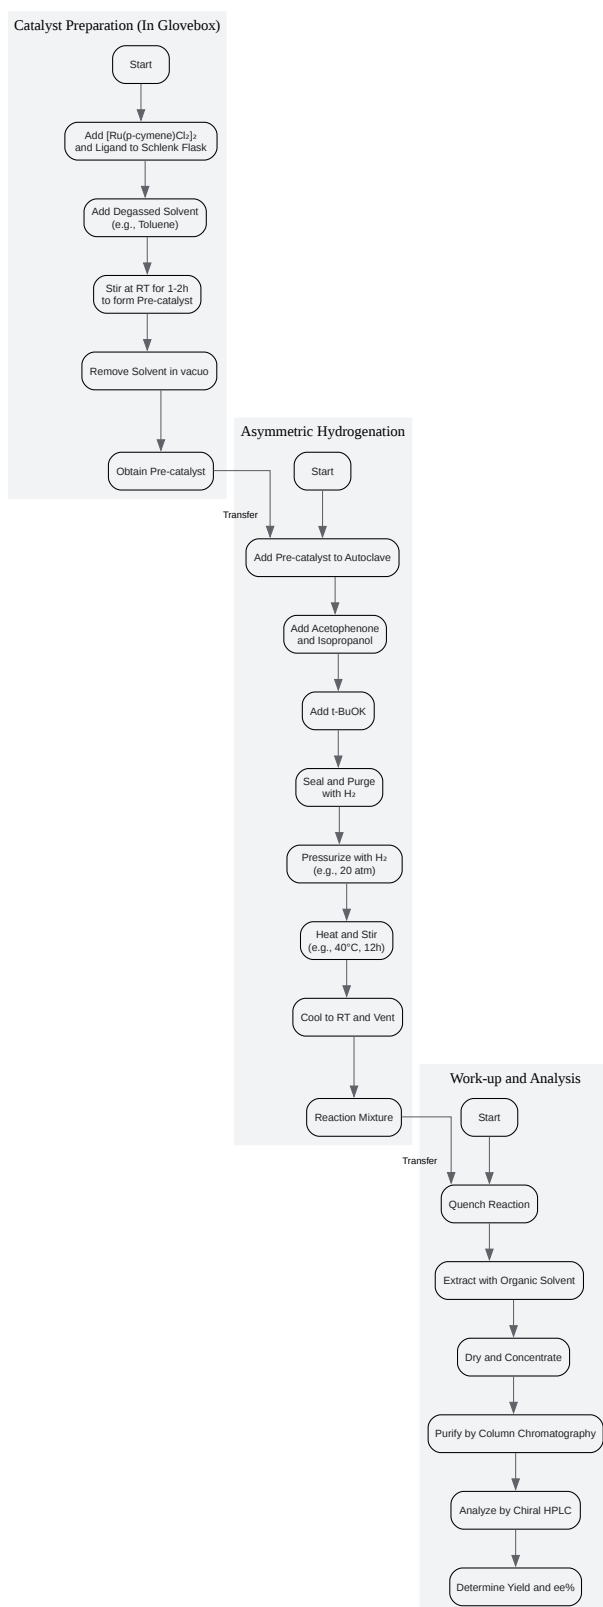 Catalyst Preparation (In Glovebox)
Start
Add [Ru(p-cymene)Cl₂]₂
and Ligand to Schlenk Flask
Add Degassed Solvent
(e.g., Toluene)
Stir at RT for 1-2h
to form Pre-catalyst
Remove Solvent in vacuo
Obtain Pre-catalyst
Transfer
Asymmetric Hydrogenation
Start
Add Pre-catalyst to Autoclave
Add Acetophenone
and Isopropanol
Add t-BuOK
Seal and Purge
with H₂
Pressurize with H₂
(e.g., 20 atm)
Heat and Stir
(e.g., 40°C, 12h)
Cool to RT and Vent
Reaction Mixture
Transfer
Work-up and Analysis
Start
Quench Reaction
Extract with Organic Solvent
Dry and Concentrate
Purify by Column Chromatography
Analyze by Chiral HPLC
Determine Yield and ee%